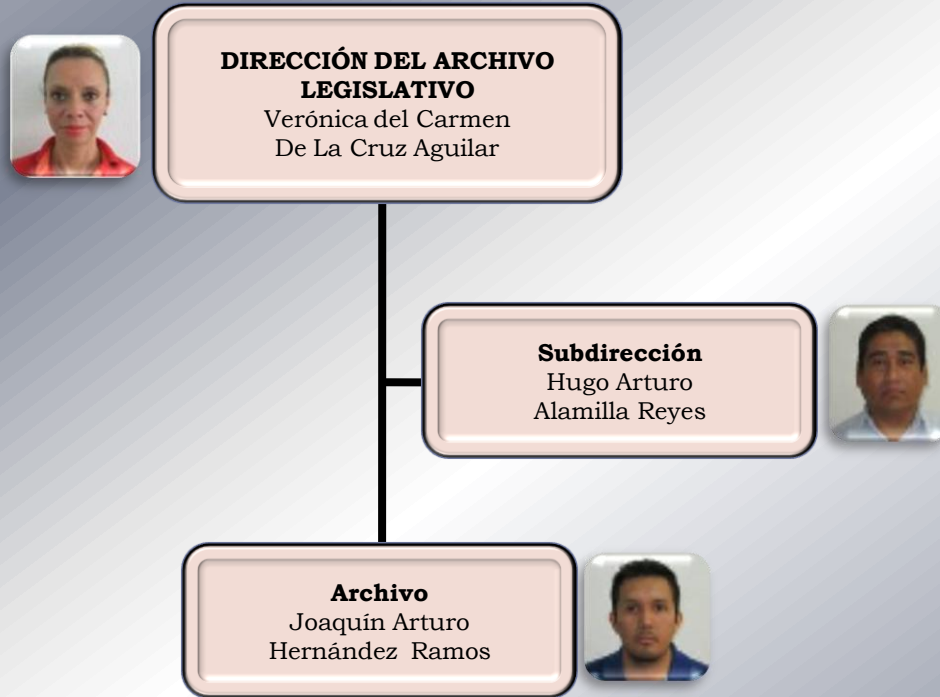 DIRECCIÓN DEL ARCHIVO
LEGISLATIVO
Verónica del Carmen
De La Cruz Aguilar
Subdirección
Hugo Arturo
Alamilla Reyes
Archivo
Joaquín Arturo
Hernández Ramos